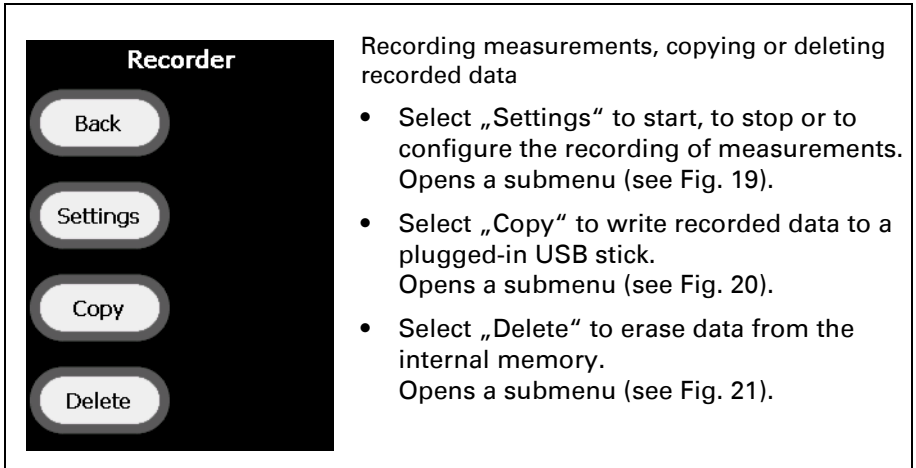 Recorder
Back
Settings
Copy
Delete
Recording measurements, copying or deleting
recorded data
• Select „Settings“ to start, to stop or to
configure the recording of measurements.
Opens a submenu (see Fig. 19).
• Select „Copy“ to write recorded data to a
plugged-in USB stick.
Opens a submenu (see Fig. 20).
• Select „Delete“ to erase data from the
internal memory.
Opens a submenu (see Fig. 21).